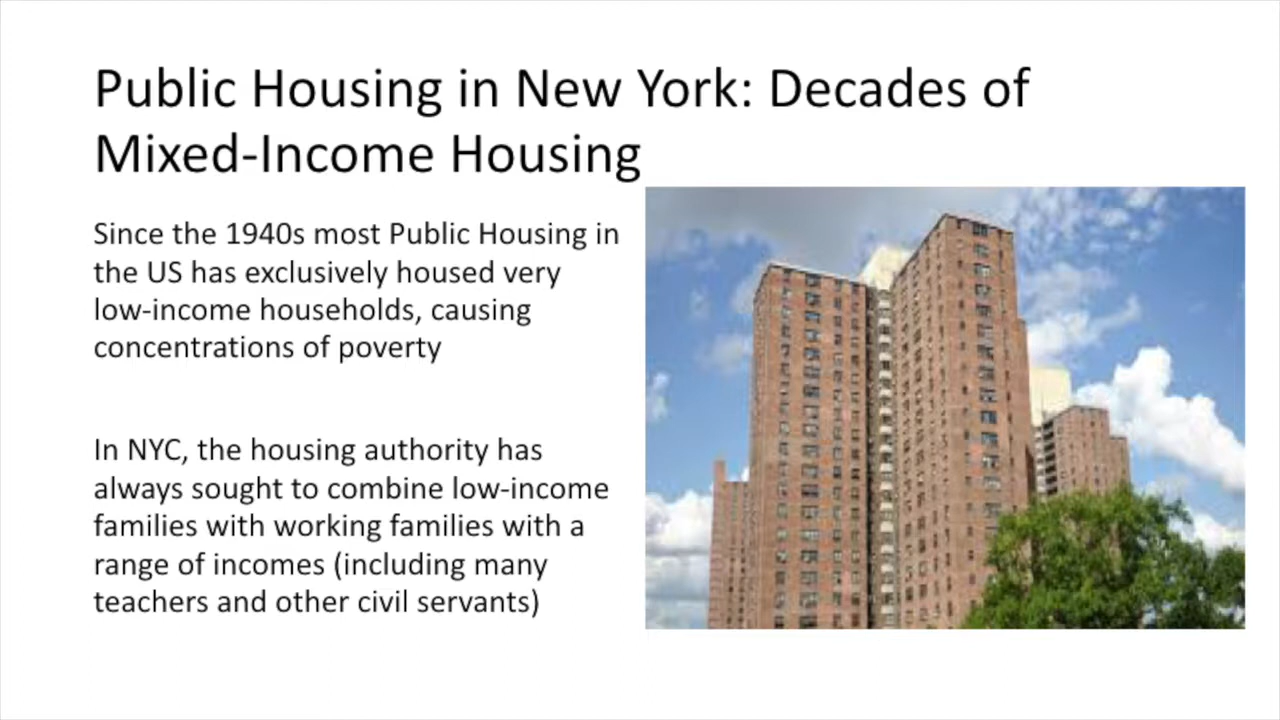 Public Housing in New York: Decades of
Mixed-Income Housing
Since the 1940s most Public Housing in
the US has exclusively housed very
low-income households, causing
concentrations of poverty
In NYC, the housing authority has
always sought to combine low-income
families with working families with a
range of incomes (including many
teachers and other civil servants)